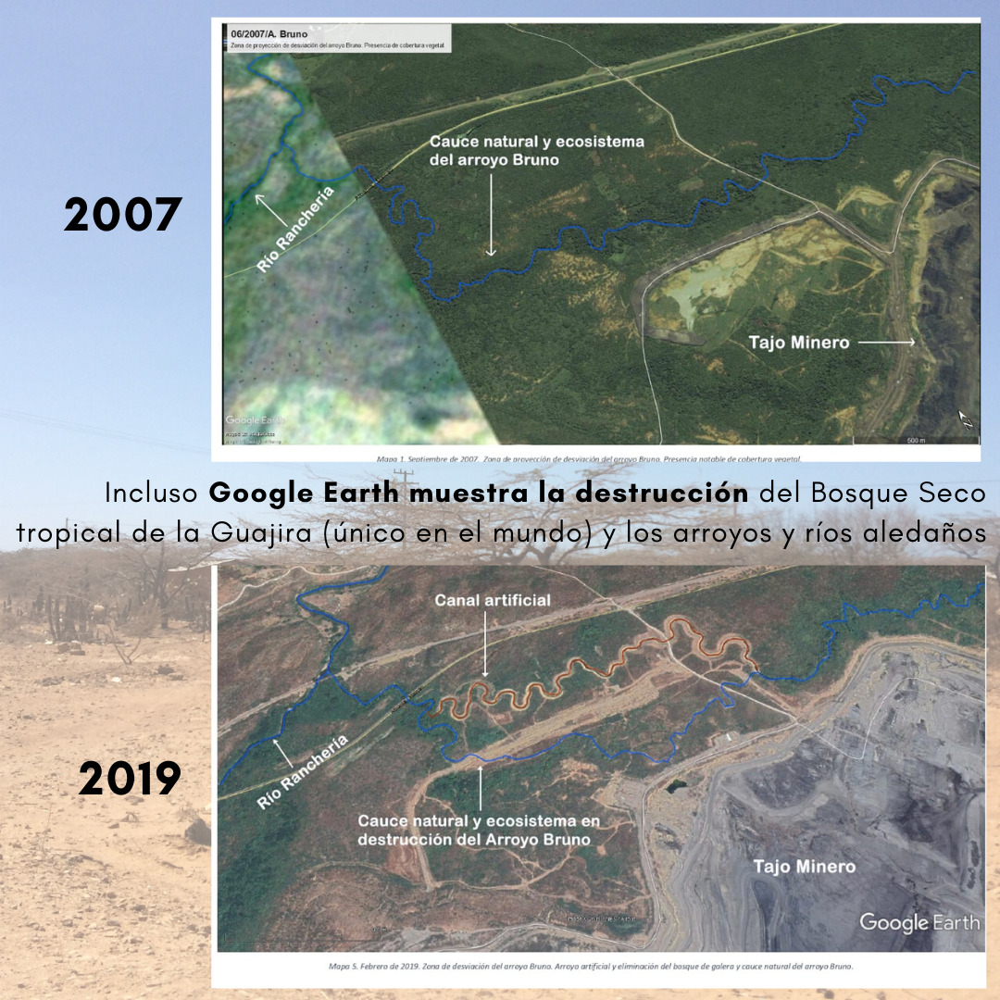 06/2007/A. Bruno
Zona de proyección de desviación del arroyo Bruno. Presencia de cobertura vegetal
Cauce natural y ecosistema
del arroyo Bruno
2007
Río Ranchería
Tajo Minero
Google Earth
500 m
Mapa 1. Septiembre de 2007. Zona de proyección de desviación del arroyo Bruno. Presencia notable de cobertura vegetal.
Incluso Google Earth muestra la destrucción del Bosque Seco
tropical de la Guajira (único en el mundo) y los arroyos y ríos aledaños
Canal artificial
2019
Río Ranchería
Cauce natural y ecosistema en
destrucción del Arroyo Bruno
Tajo Minero
Google Earth
Mapa 5. Febrero de 2019. Zona de desviación del arroyo Bruno. Arroyo artificial y eliminación del bosque de galera y cauce natural del arroyo Bruno.